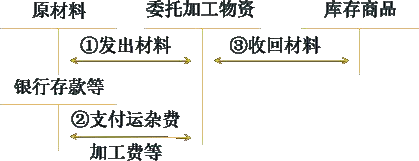 原材料 委托加工物资 库存商品
①发出材料 ③收回材料
银行存款等
②支付运杂费
加工费等